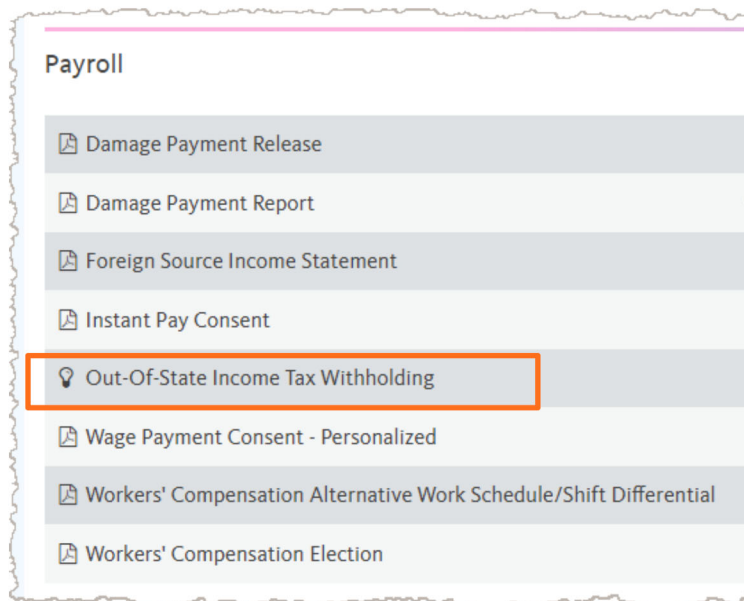 Payroll
Damage Payment Release
Damage Payment Report
Foreign Source Income Statement
Instant Pay Consent
Out-Of-State Income Tax Withholding
Wage Payment Consent - Personalized
Workers' Compensation Alternative Work Schedule/Shift Differential
Workers' Compensation Election